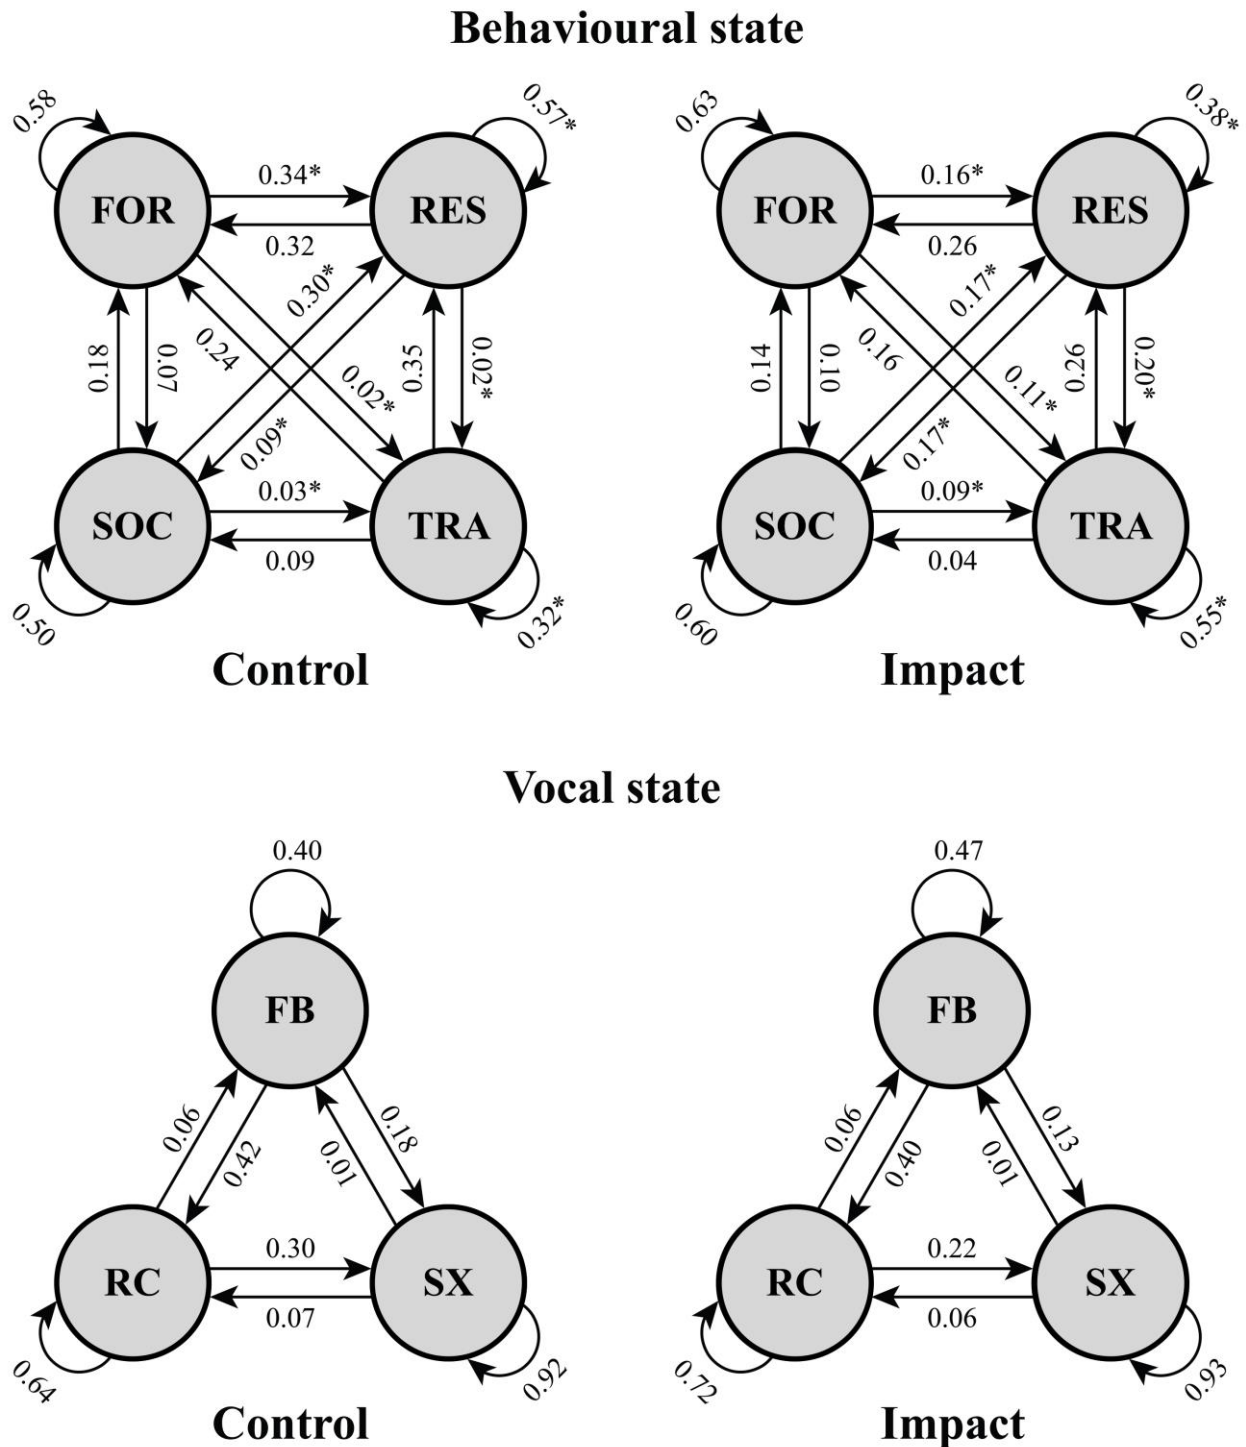 Behavioural state
0.58
0.57*
0.63
0.38*
FOR
0.34*
RES
FOR
0.16*
RES
0.32
0.26
0.30*
0.17*
0.18
0.07
0.24
0.02*
0.35
0.02*
0.14
0.10
0.16
0.11*
0.26
0.20*
0.09*
0.17*
SOC
0.03*
TRA
SOC
0.09*
TRA
0.09
0.04
0.50
0.32*
0.60
0.55*
Control
Impact
Vocal state
0.40
0.47
FB
FB
0.06
0.42
0.01
0.18
0.06
0.40
0.01
0.13
RC
0.30
SX
RC
0.22
SX
0.07
0.06
0.64
0.92
0.72
0.93
Control
Impact